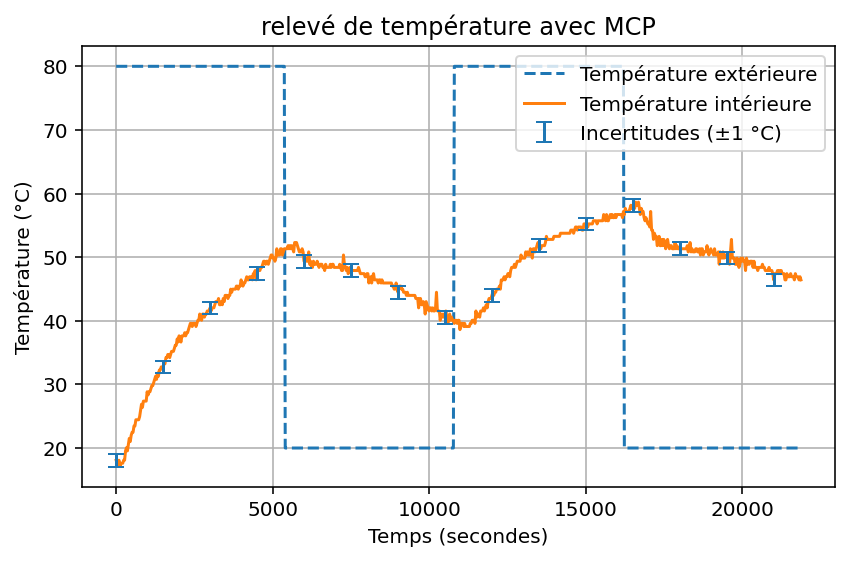 relevé de température avec MCP
Température extérieure
Température intérieure
Incertitudes (±1 °C)
80
70
60
50
40
30
20
Température (°C)
0
5000
10000
15000
20000
Temps (secondes)